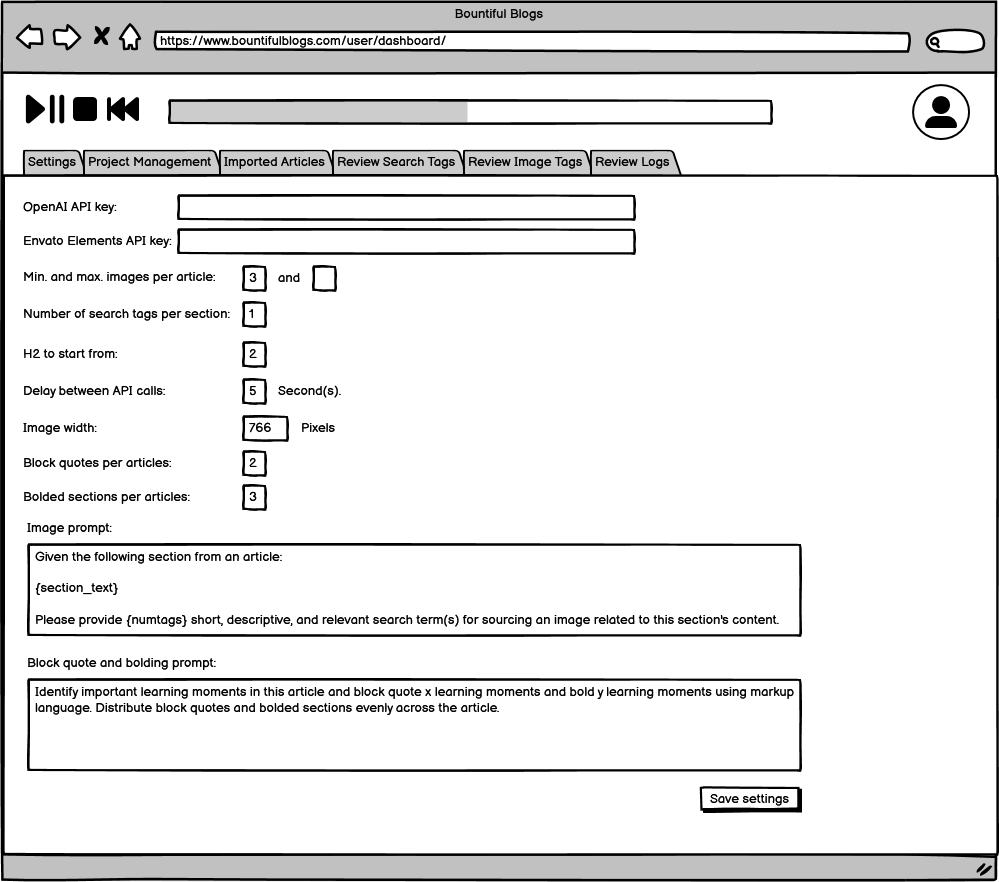 Bountiful Blogs
https://www.bountifulblogs.com/user/dashboard/
Settings Project Management Imported Articles Review Search Tags Review Image Tags Review Logs
OpenAI API key:
Envato Elements API key:
Min. and max. images per article: 3 and
Number of search tags per section: 1
H2 to start from: 2
Delay between API calls: 5 Second(s).
Image width: 766 Pixels
Block quotes per articles: 2
Bolded sections per articles: 3
Image prompt:
Given the following section from an article:
{section_text}
Please provide {numtags} short, descriptive, and relevant search term(s) for sourcing an image related to this section's content.
Block quote and bolding prompt:
Identify important learning moments in this article and block quote x learning moments and bold y learning moments using markup
language. Distribute block quotes and bolded sections evenly across the article.
Save settings